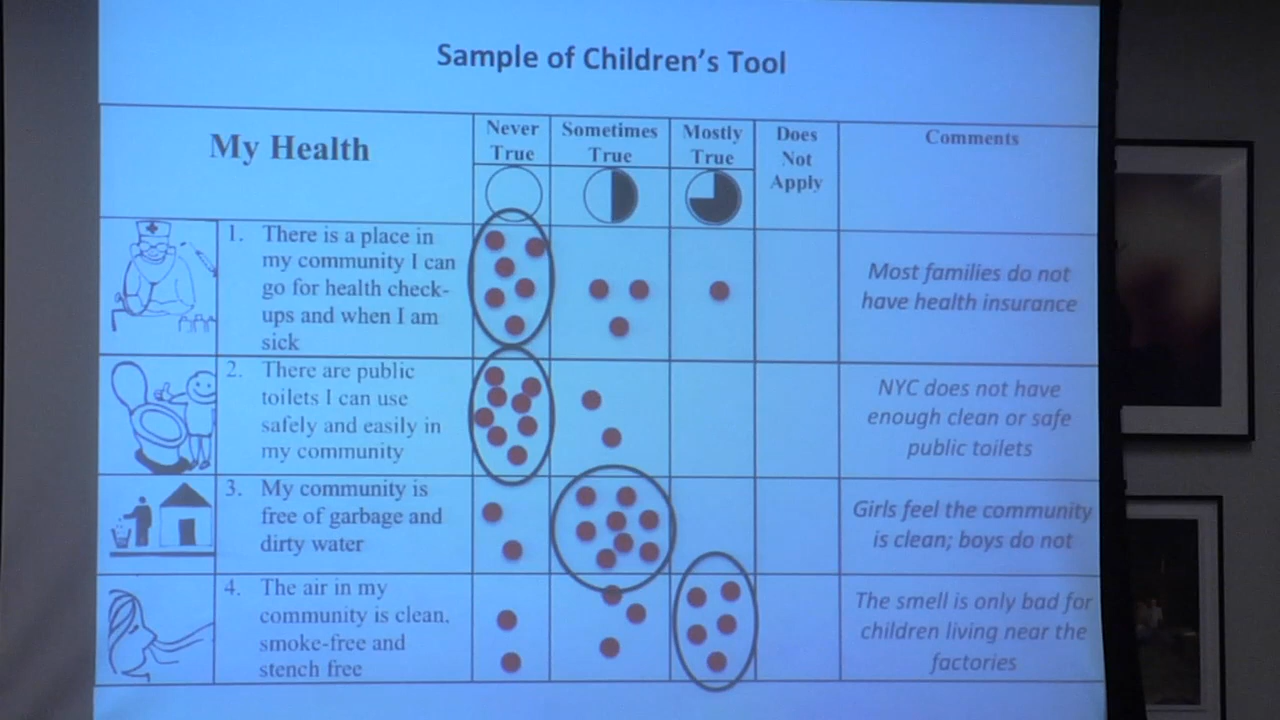 Sample of Children's Tool
My Health
Never
True
Sometimes
True
Mostly
True
Does
Not
Apply
Comments
1. There is a place in
my community I can
go for health check-
ups and when I am
sick
Most families do not
have health insurance
2. There are public
toilets I can use
safely and easily in
my community
NYC does not have
enough clean or safe
public toilets
3. My community is
free of garbage and
dirty water
Girls feel the community
is clean; boys do not
4. The air in my
community is clean,
smoke-free and
stench free
The smell is only bad for
children living near the
factories